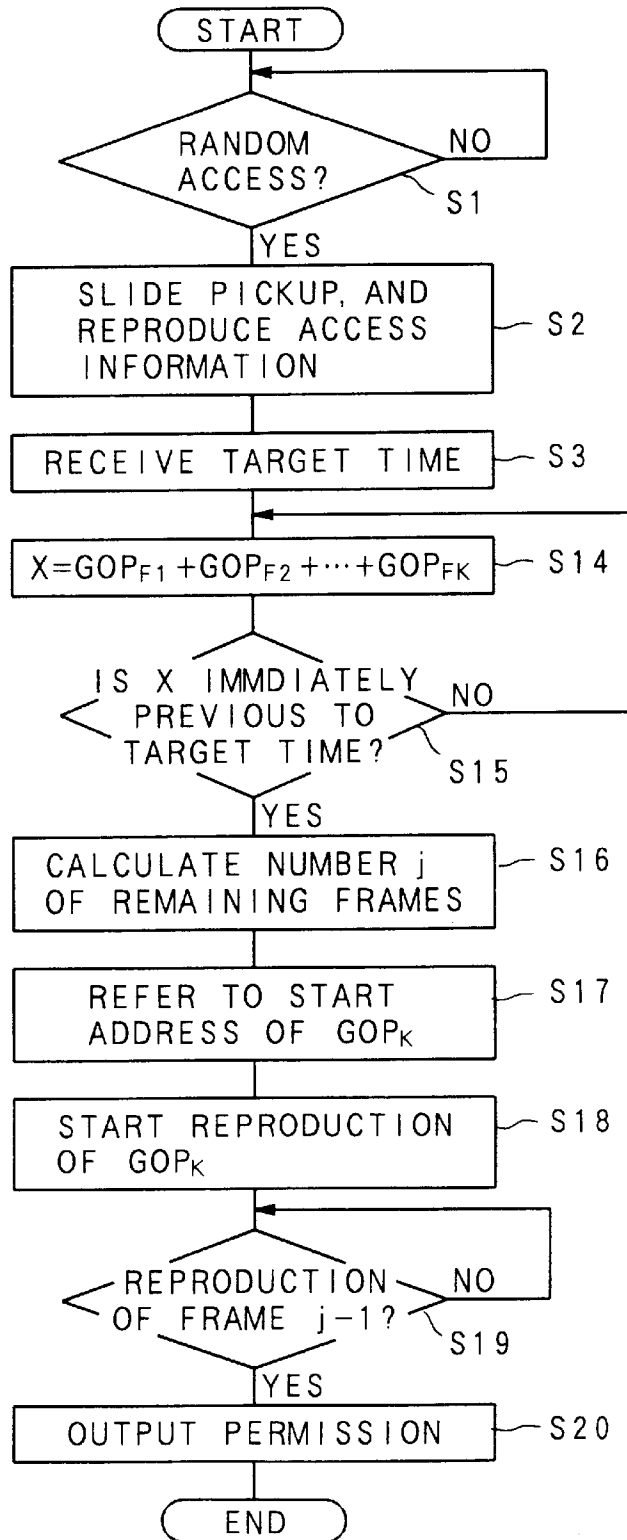 START
RANDOM
ACCESS?
NO
S1
YES
SLIDE PICKUP, AND
REPRODUCE ACCESS
INFORMATION
S2
RECEIVE TARGET TIME
S3
X=GOPF1+GOPF2+···+GOPFK
S14
IS X IMMDIATELY
PREVIOUS TO
TARGET TIME?
NO
S15
YES
CALCULATE NUMBER j
OF REMAINING FRAMES
S16
REFER TO START
ADDRESS OF GOPK
S17
START REPRODUCTION
OF GOPK
S18
REPRODUCTION
OF FRAME j-1?
NO
S19
YES
OUTPUT PERMISSION
S20
END